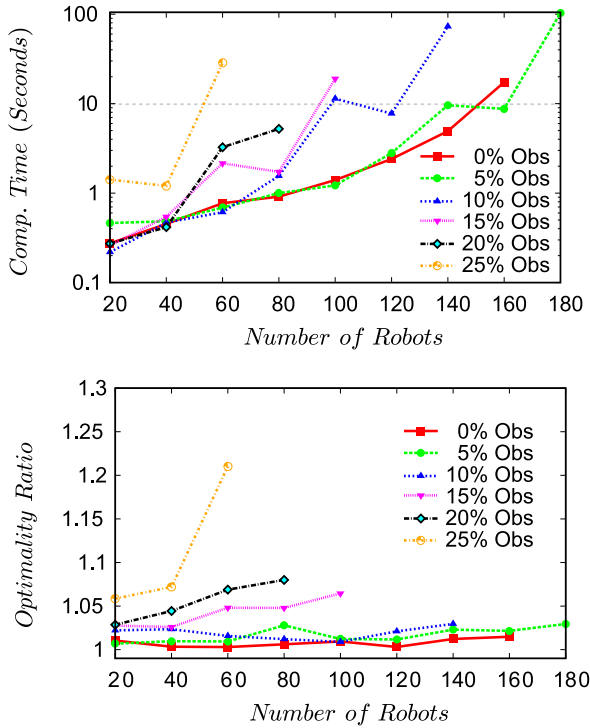 100
10
1
0.1
Comp. Time (Seconds)
0% Obs
5% Obs
10% Obs
15% Obs
20% Obs
25% Obs
20 40 60 80 100 120 140 160 180
Number of Robots
1.3
1.25
1.2
1.15
1.1
1.05
1
Optimality Ratio
0% Obs
5% Obs
10% Obs
15% Obs
20% Obs
25% Obs
20 40 60 80 100 120 140 160 180
Number of Robots